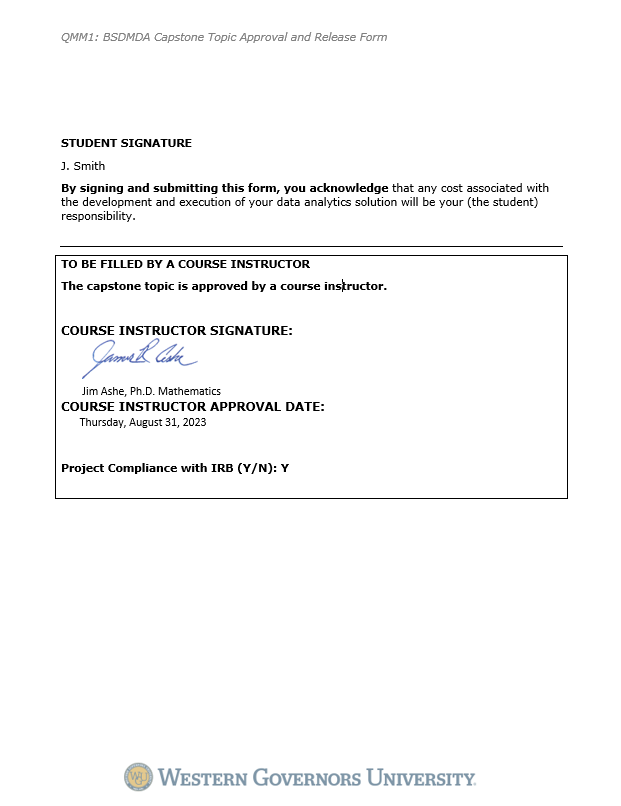 QMM1: BSDMDA Capstone Topic Approval and Release Form
STUDENT SIGNATURE
J. Smith
By signing and submitting this form, you acknowledge that any cost associated with
the development and execution of your data analytics solution will be your (the student)
responsibility.
TO BE FILLED BY A COURSE INSTRUCTOR
The capstone topic is approved by a course instructor.
COURSE INSTRUCTOR SIGNATURE:
James R Ashe
Jim Ashe, Ph.D. Mathematics
COURSE INSTRUCTOR APPROVAL DATE:
Thursday, August 31, 2023
Project Compliance with IRB (Y/N): Y
WESTERN GOVERNORS UNIVERSITY.